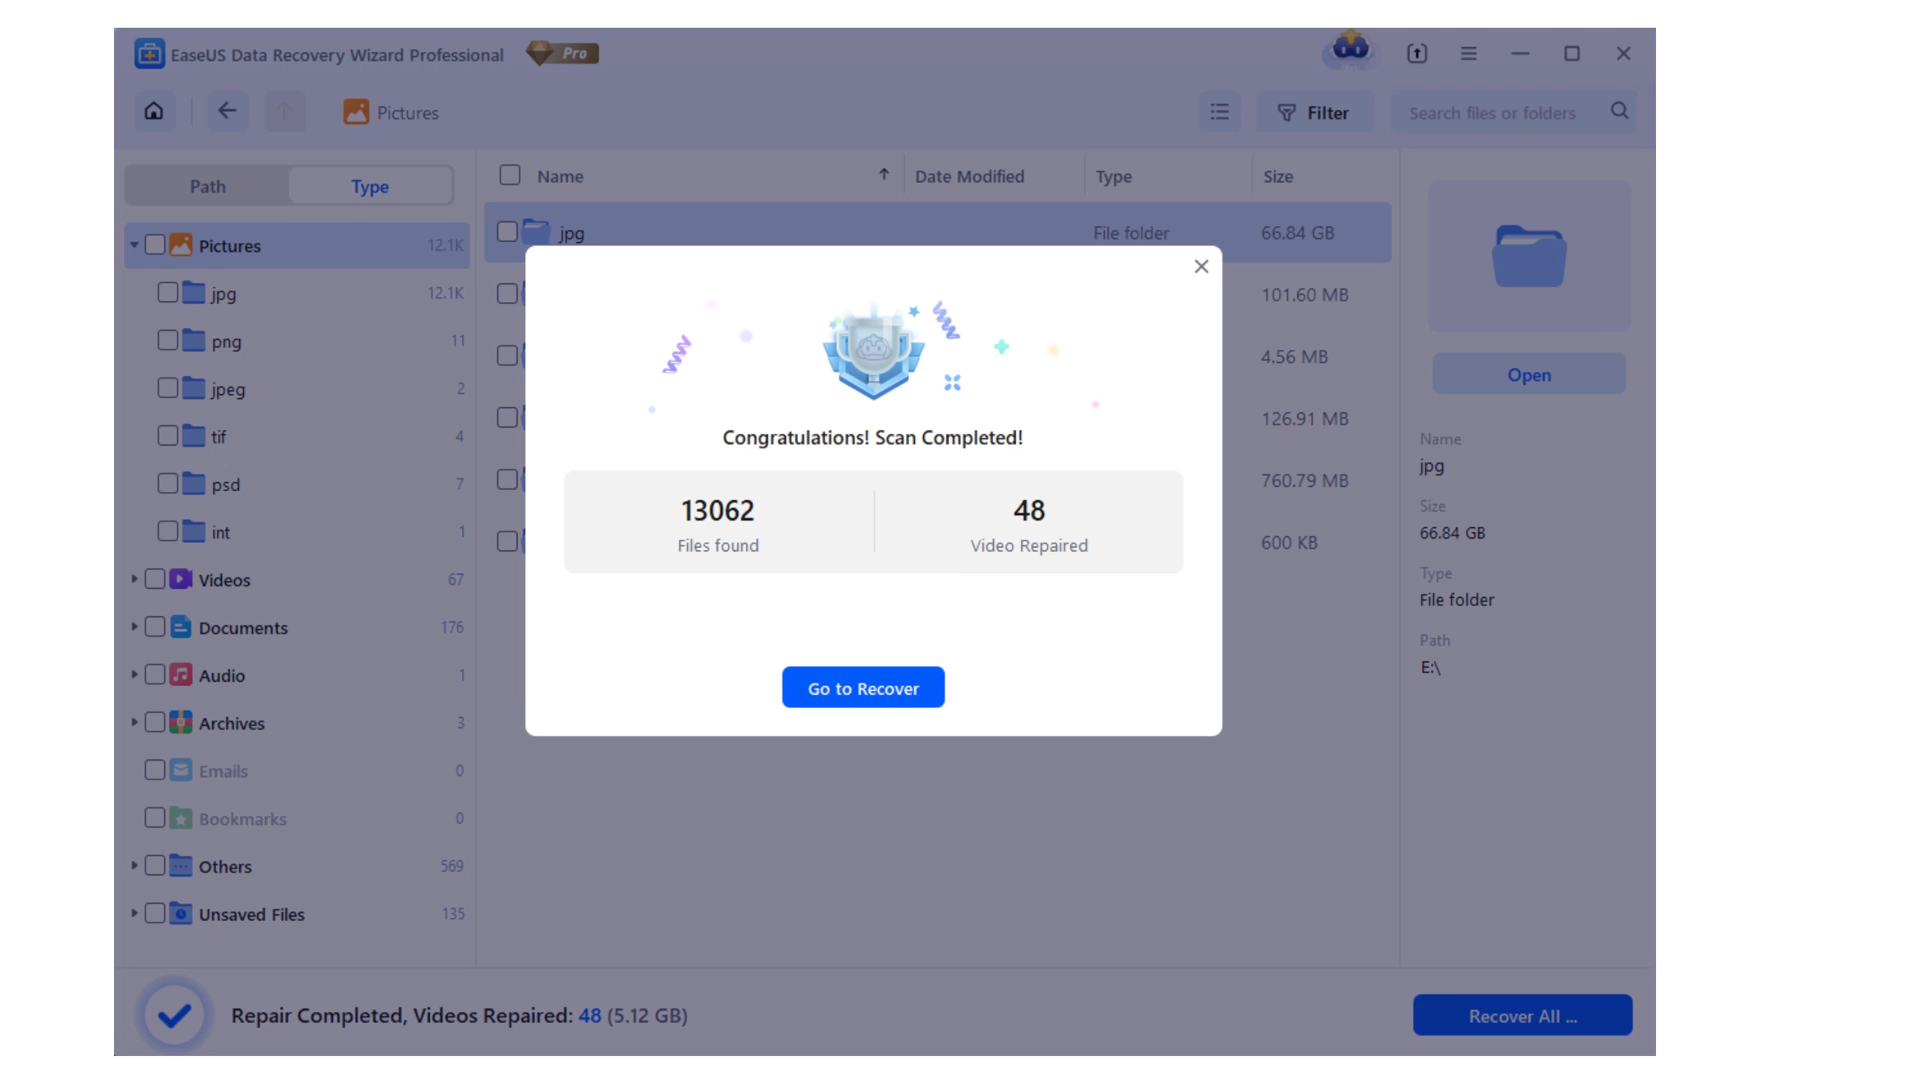 EaseUS Data Recovery Wizard Professional Pro
Pictures Filter Search files or folders
Path Type
Name Date Modified Type Size
Pictures 12.1K
jpg 12.1K
png 11
jpeg 2
tif 4
psd 7
int 1
Videos 67
Documents 176
Audio 1
Archives 3
Emails 0
Bookmarks 0
Others 569
Unsaved Files 135
jpg File folder 66.84 GB
101.60 MB
4.56 MB
126.91 MB
760.79 MB
600 KB
Congratulations! Scan Completed!
13062 48
Files found Video Repaired
Go to Recover
Open
Name
jpg
Size
66.84 GB
Type
File folder
Path
E:\
Repair Completed, Videos Repaired: 48 (5.12 GB)
Recover All ...